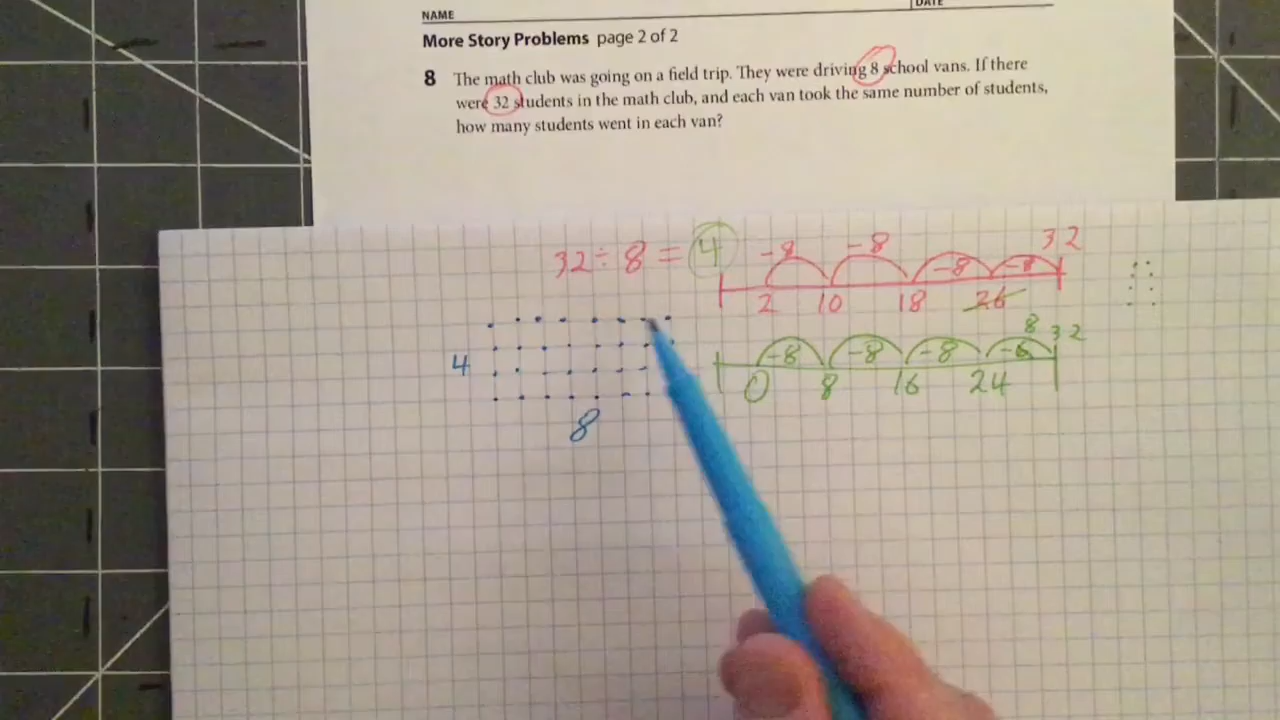 NAME
DATE
More Story Problems page 2 of 2
8 The math club was going on a field trip. They were driving 8 school vans. If there
were 32 students in the math club, and each van took the same number of students,
how many students went in each van?
32 ÷ 8 = 4
-8 -8 -8 -8 32
2 10 18 26
4
8
-8 -8 -8 -6 8 32
0 8 16 24